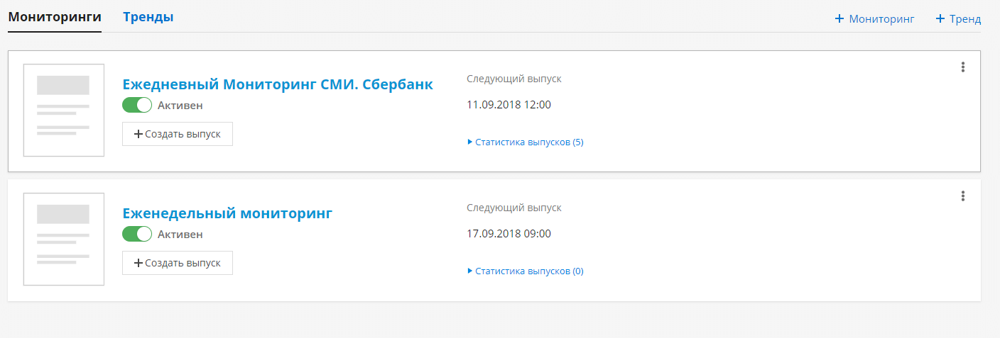 Мониторинги Тренды + Мониторинг + Тренд
Ежедневный Мониторинг СМИ. Сбербанк
Активен
+ Создать выпуск
Следующий выпуск
11.09.2018 12:00
Статистика выпусков (5)
Еженедельный мониторинг
Активен
+ Создать выпуск
Следующий выпуск
17.09.2018 09:00
Статистика выпусков (0)